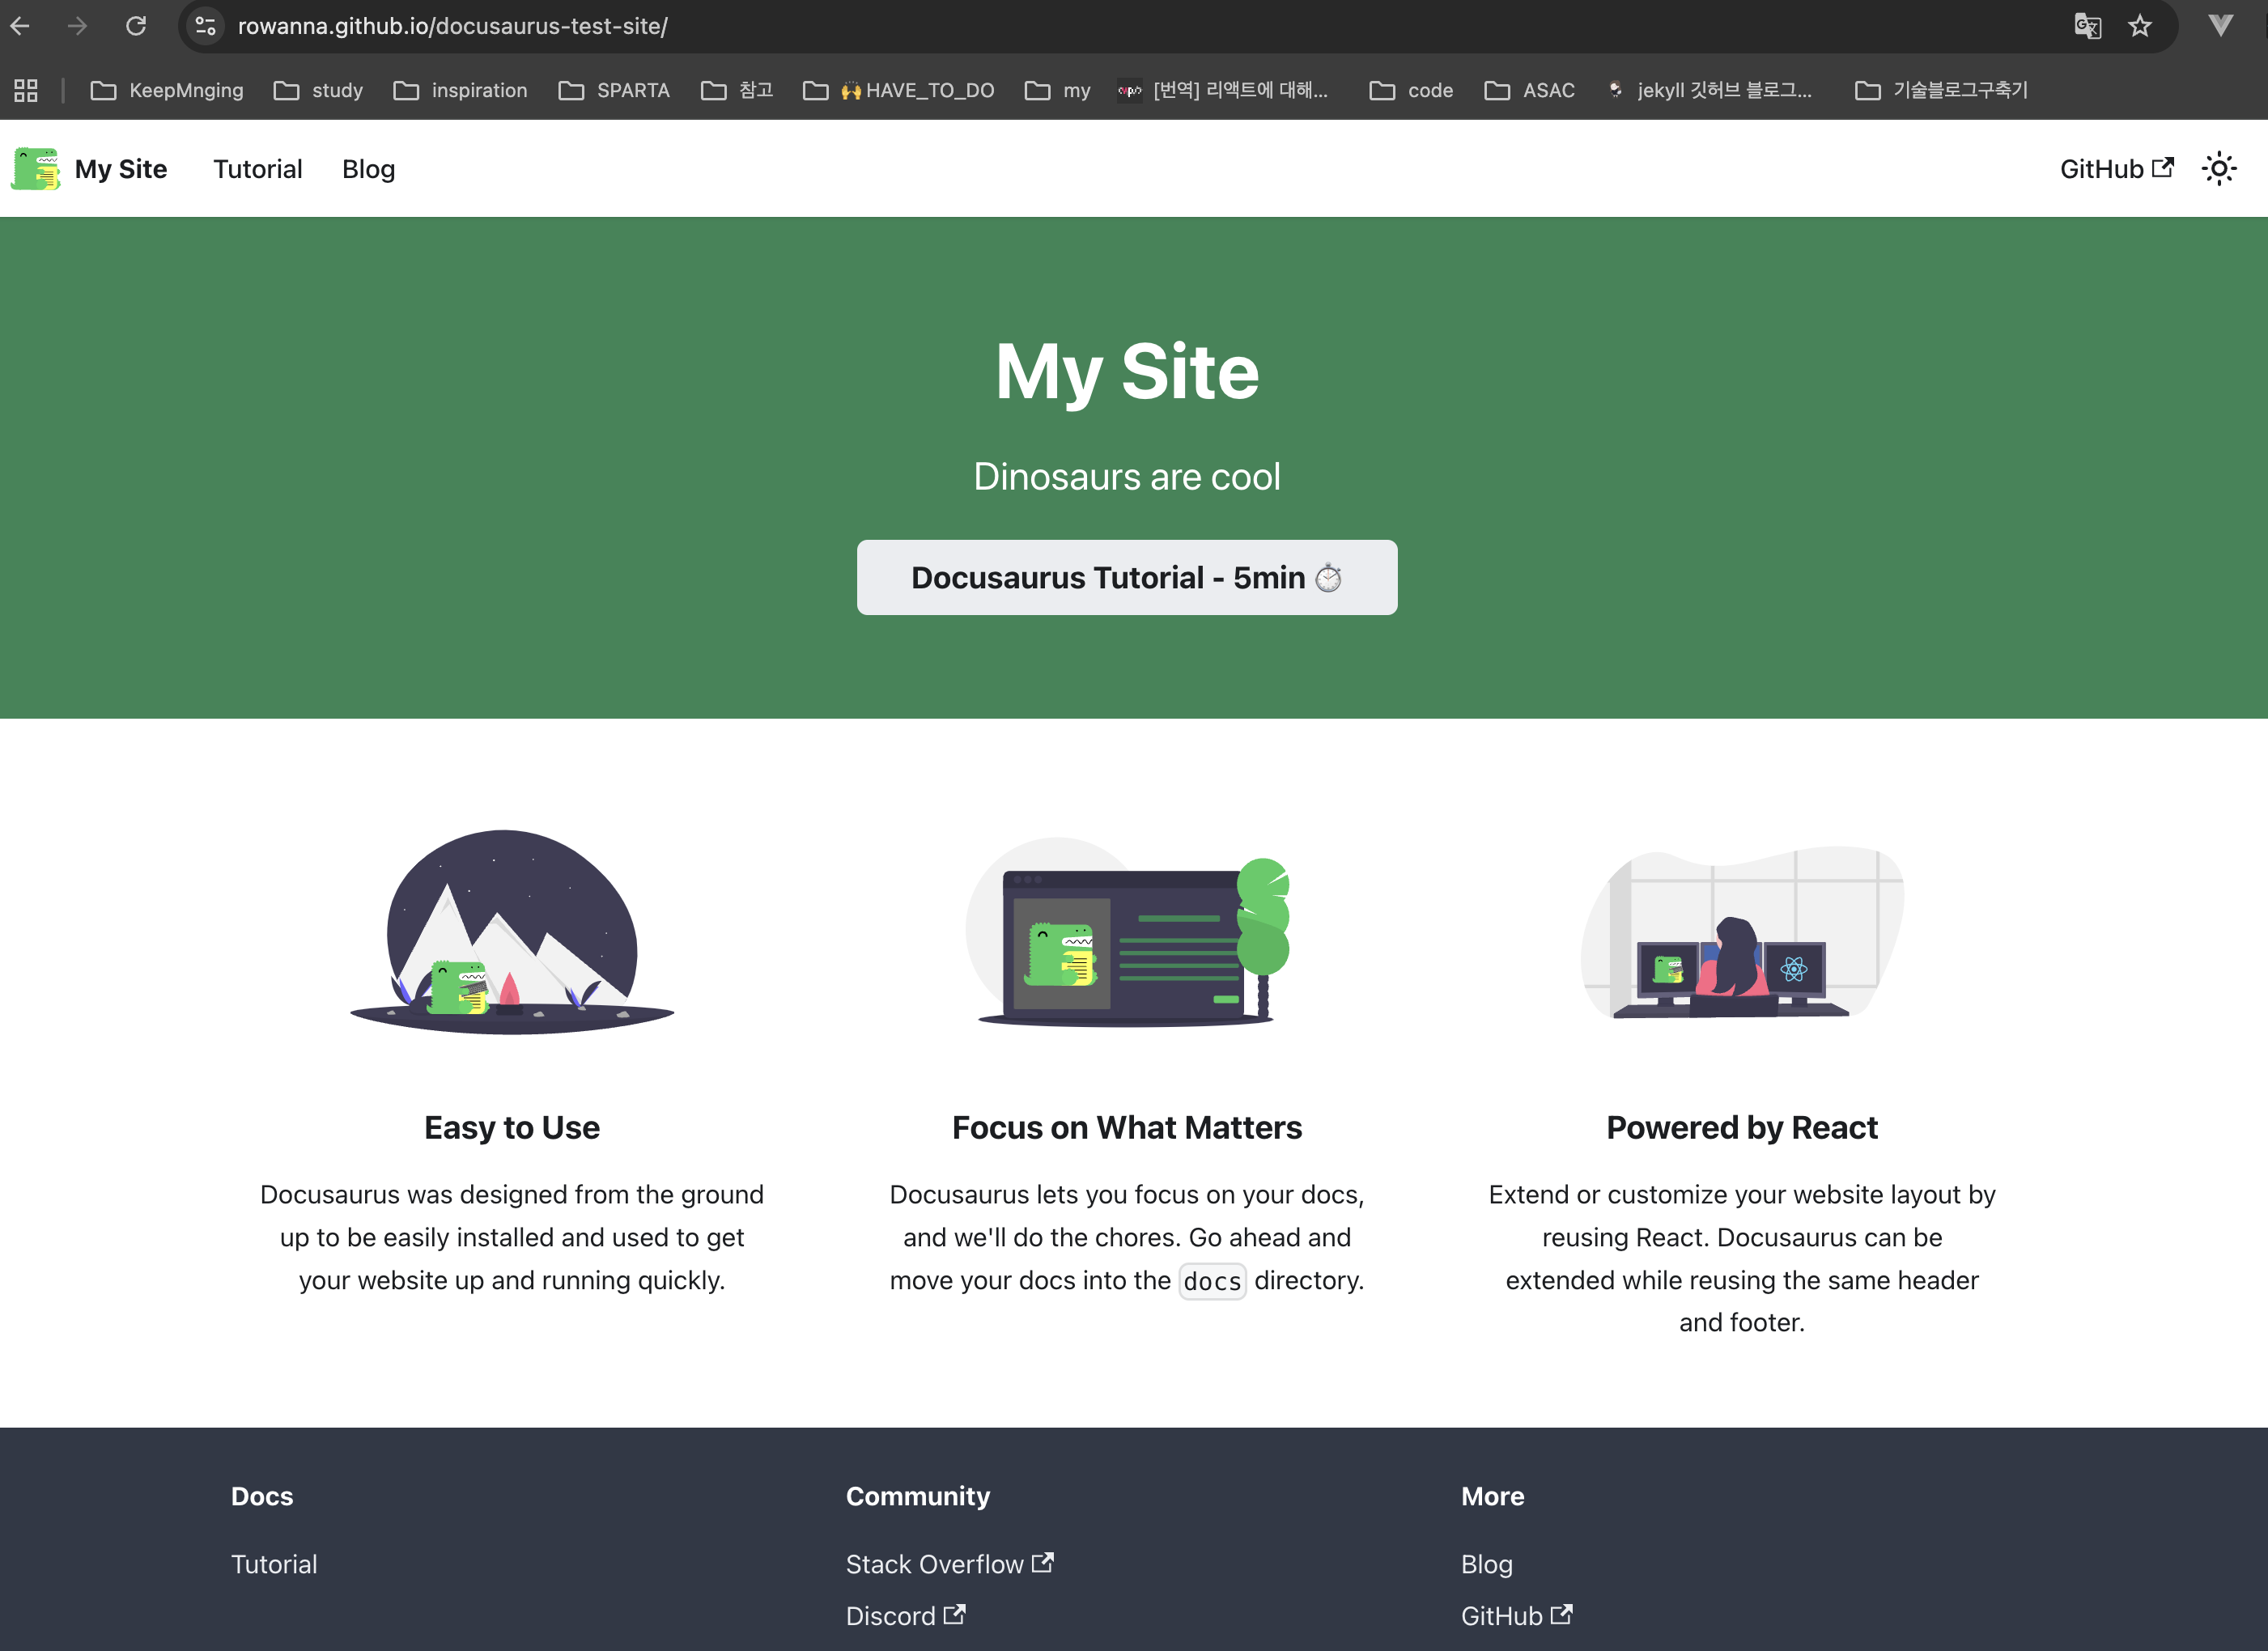 rowanna.github.io/docusaurus-test-site/
KeepMnging study inspiration SPARTA 참고 🙌 HAVE_TO_DO my [번역] 리액트에 대해... code ASAC jekyll 깃허브 블로그... 기술블로그구축기
My Site Tutorial Blog GitHub
My Site
Dinosaurs are cool
Docusaurus Tutorial - 5min ⏱️
Easy to Use
Docusaurus was designed from the ground
up to be easily installed and used to get
your website up and running quickly.
Focus on What Matters
Docusaurus lets you focus on your docs,
and we'll do the chores. Go ahead and
move your docs into the docs directory.
Powered by React
Extend or customize your website layout by
reusing React. Docusaurus can be
extended while reusing the same header
and footer.
Docs
Tutorial
Community
Stack Overflow
Discord
More
Blog
GitHub